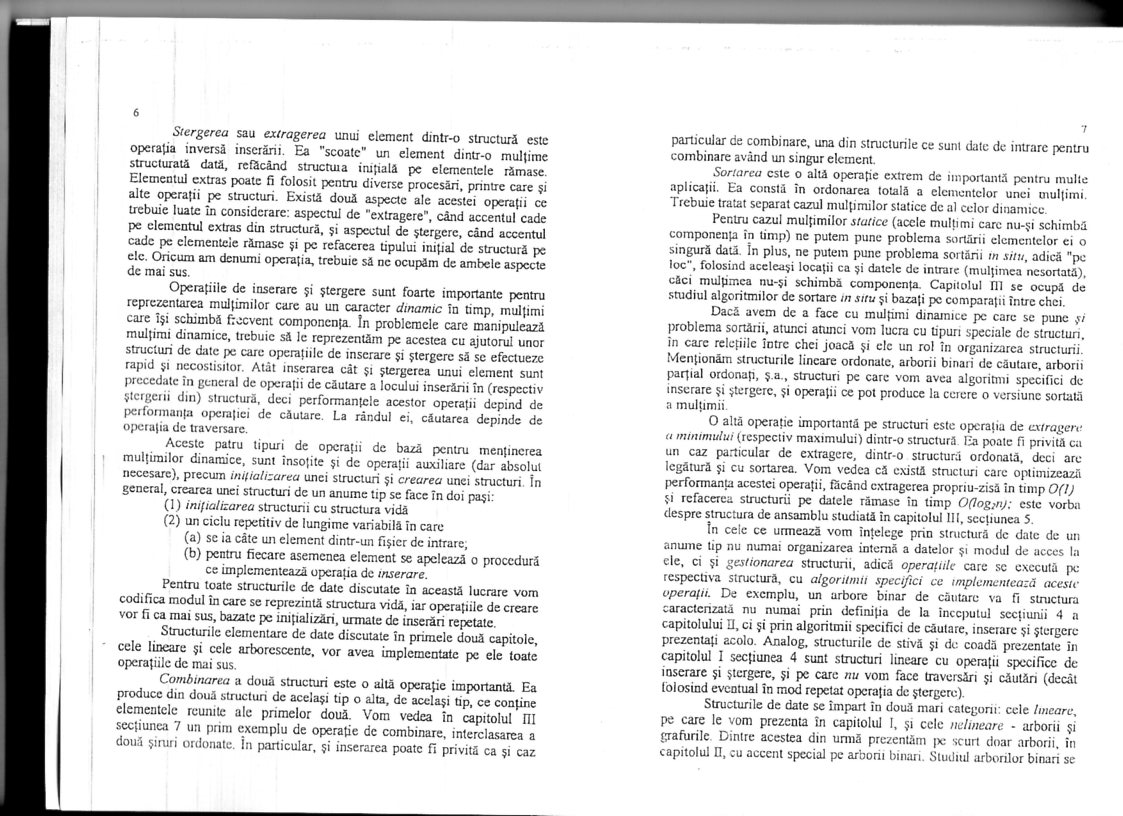 6
Stergerea sau extragerea unui element dintr-o structură este
operaţia inversă inserării. Ea "scoate" un element dintr-o mulţime
structurată dată, refăcând structura iniţială pe elementele rămase.
Elementul extras poate fi folosit pentru diverse procesări, printre care şi
alte operaţii pe structuri. Există două aspecte ale acestei operaţii ce
trebuie luate în considerare: aspectul de "extragere", când accentul cade
pe elementul extras din structură, şi aspectul de ştergere, când accentul
cade pe elementele rămase şi pe refacerea tipului iniţial de structură pe
ele. Oricum am denumi operaţia, trebuie să ne ocupăm de ambele aspecte
de mai sus.
Operaţiile de inserare şi ştergere sunt foarte importante pentru
reprezentarea mulţimilor care au un caracter dinamic în timp, mulţimi
care îşi schimbă frecvent componenţa. În problemele care manipulează
mulţimi dinamice, trebuie să le reprezentăm pe acestea cu ajutorul unor
structuri de date pe care operaţiile de inserare şi ştergere să se efectueze
rapid şi necostisitor. Atât inserarea cât şi ştergerea unui element sunt
precedate în general de operaţii de căutare a locului inserării în (respectiv
ştergerii din) structură, deci performanţele acestor operaţii depind de
performanţa operaţiei de căutare. La rândul ei, căutarea depinde de
operaţia de traversare.
Aceste patru tipuri de operaţii de bază pentru menţinerea
mulţimilor dinamice, sunt însoţite şi de operaţii auxiliare (dar absolut
necesare), precum iniţializarea unei structuri şi crearea unei structuri. În
general, crearea unei structuri de un anume tip se face în doi paşi:
(1) iniţializarea structurii cu structura vidă
(2) un ciclu repetitiv de lungime variabilă în care
(a) se ia câte un element dintr-un fişier de intrare;
(b) pentru fiecare asemenea element se apelează o procedură
ce implementează operaţia de inserare.
Pentru toate structurile de date discutate în această lucrare vom
codifica modul în care se reprezintă structura vidă, iar operaţiile de creare
vor fi ca mai sus, bazate pe iniţializări, urmate de inserări repetate.
Structurile elementare de date discutate în primele două capitole,
cele lineare şi cele arborescente, vor avea implementate pe ele toate
operaţiile de mai sus.
Combinarea a două structuri este o altă operaţie importantă. Ea
produce din două structuri de acelaşi tip o alta, de acelaşi tip, ce conţine
elementele reunite ale primelor două. Vom vedea în capitolul III
secţiunea 7 un prim exemplu de operaţie de combinare, interclasarea a
două şiruri ordonate. În particular, şi inserarea poate fi privită ca şi caz
7
particular de combinare, una din structurile ce sunt date de intrare pentru
combinare având un singur element.
Sortarea este o altă operaţie extrem de importantă pentru multe
aplicaţii. Ea constă în ordonarea totală a elementelor unei mulţimi.
Trebuie tratat separat cazul mulţimilor statice de al celor dinamice.
Pentru cazul mulţimilor statice (acele mulţimi care nu-şi schimbă
componenţa în timp) ne putem pune problema sortării elementelor ei o
singură dată. În plus, ne putem pune problema sortării in situ, adică "pe
loc", folosind aceleaşi locaţii ca şi datele de intrare (mulţimea nesortată),
căci mulţimea nu-şi schimbă componenţa. Capitolul III se ocupă de
studiul algoritmilor de sortare in situ şi bazaţi pe comparaţii între chei.
Dacă avem de a face cu mulţimi dinamice pe care se pune şi
problema sortării, atunci atunci vom lucra cu tipuri speciale de structuri,
în care relaţiile între chei joacă şi ele un rol în organizarea structurii.
Menţionăm structurile lineare ordonate, arborii binari de căutare, arborii
parţial ordonaţi, ş.a., structuri pe care vom avea algoritmi specifici de
inserare şi ştergere, şi operaţii ce pot produce la cerere o versiune sortată
a mulţimii.
O altă operaţie importantă pe structuri este operaţia de extragere
a minimului (respectiv maximului) dintr-o structură. Ea poate fi privită ca
un caz particular de extragere, dintr-o structură ordonată, deci are
legătură şi cu sortarea. Vom vedea că există structuri care optimizează
performanţa acestei operaţii, făcând extragerea propriu-zisă în timp O(1)
şi refacerea structurii pe datele rămase în timp O(log₂n); este vorba
despre structura de ansamblu studiată în capitolul III, secţiunea 5.
În cele ce urmează vom înţelege prin structură de date de un
anume tip nu numai organizarea internă a datelor şi modul de acces la
ele, ci şi gestionarea structurii, adică operaţiile care se execută pe
respectiva structură, cu algoritmii specifici ce implementează aceste
operaţii. De exemplu, un arbore binar de căutare va fi structura
caracterizată nu numai prin definiţia de la începutul secţiunii 4 a
capitolului II, ci şi prin algoritmii specifici de căutare, inserare şi ştergere
prezentaţi acolo. Analog, structurile de stivă şi de coadă prezentate în
capitolul I secţiunea 4 sunt structuri lineare cu operaţii specifice de
inserare şi ştergere, şi pe care nu vom face traversări şi căutări (decât
folosind eventual în mod repetat operaţia de ştergere).
Structurile de date se împart în două mari categorii: cele lineare,
pe care le vom prezenta în capitolul I, şi cele nelineare - arborii şi
grafurile. Dintre acestea din urmă prezentăm pe scurt doar arborii, în
capitolul II, cu accent special pe arborii binari. Studiul arborilor binari se